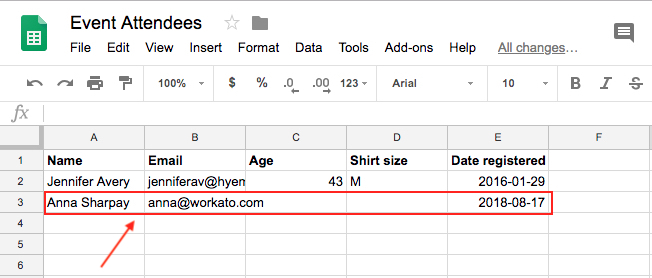 Event Attendees
File Edit View Insert Format Data Tools Add-ons Help All changes…
100% $ % .0 .00 123 Arial 10 B I S
fx
A B C D E F
1 Name Email Age Shirt size Date registered
2 Jennifer Avery jenniferav@hyem 43 M 2016-01-29
3 Anna Sharpay anna@workato.com 2018-08-17
4
5
6